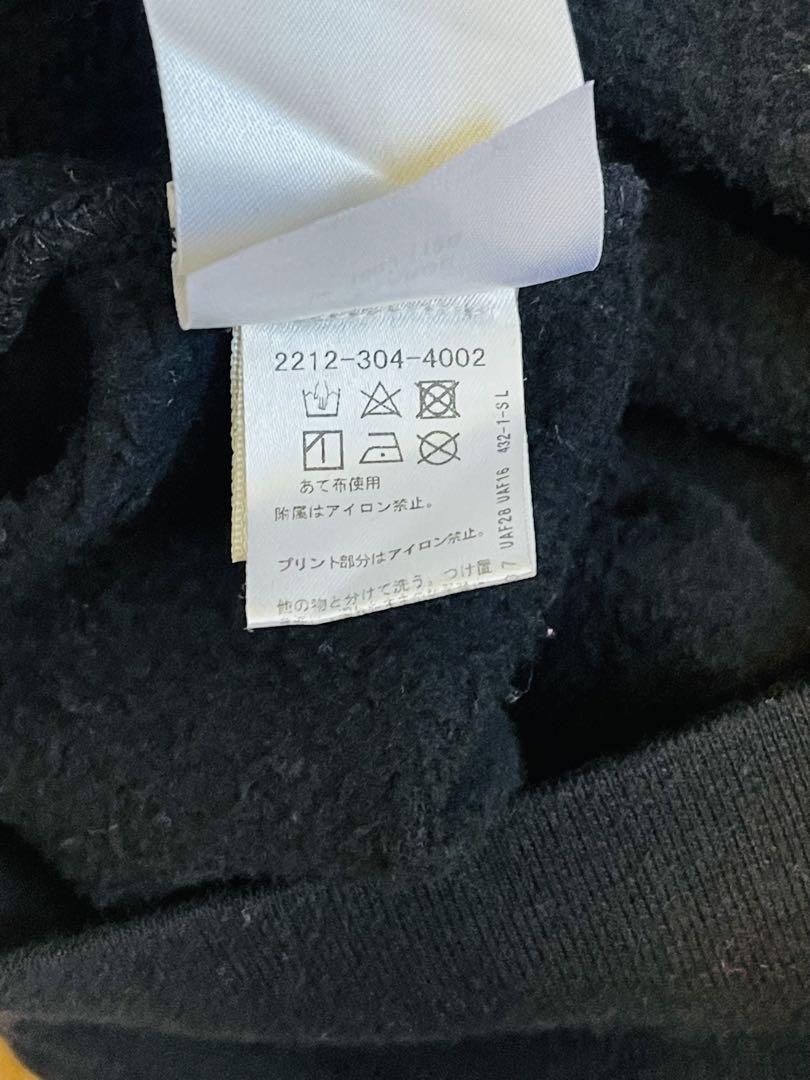 2212-304-4002
あて布使用
附属はアイロン禁止。
プリント部分はアイロン禁止。
他の物と分けて洗う。つけ置
UAF28 UAF16 432-1-SL